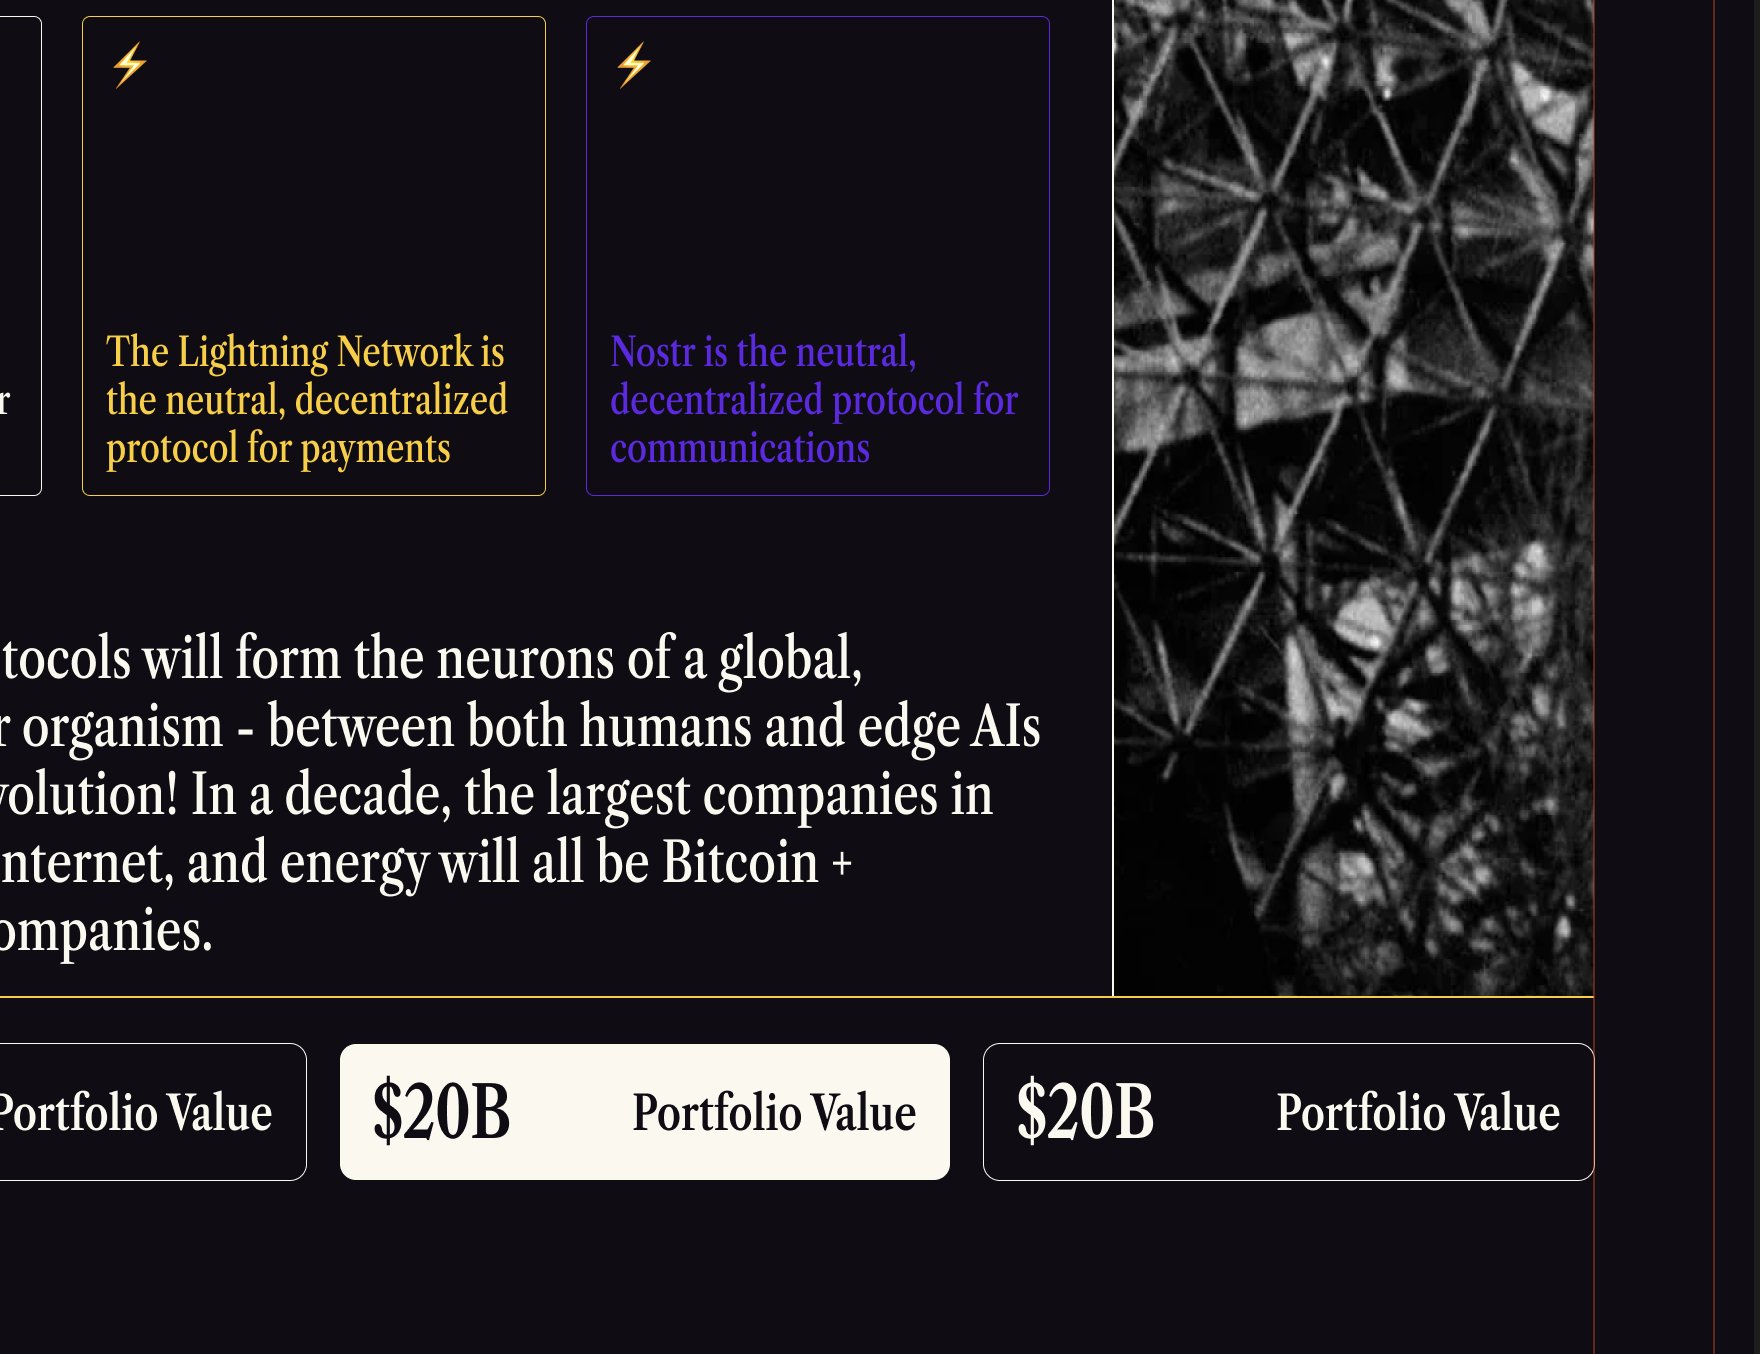 ⚡
⚡
The Lightning Network is
the neutral, decentralized
protocol for payments
Nostr is the neutral,
decentralized protocol for
communications
r
tocols will form the neurons of a global,
r organism - between both humans and edge AIs
volution! In a decade, the largest companies in
nternet, and energy will all be Bitcoin +
ompanies.
Portfolio Value
$20B Portfolio Value
$20B Portfolio Value